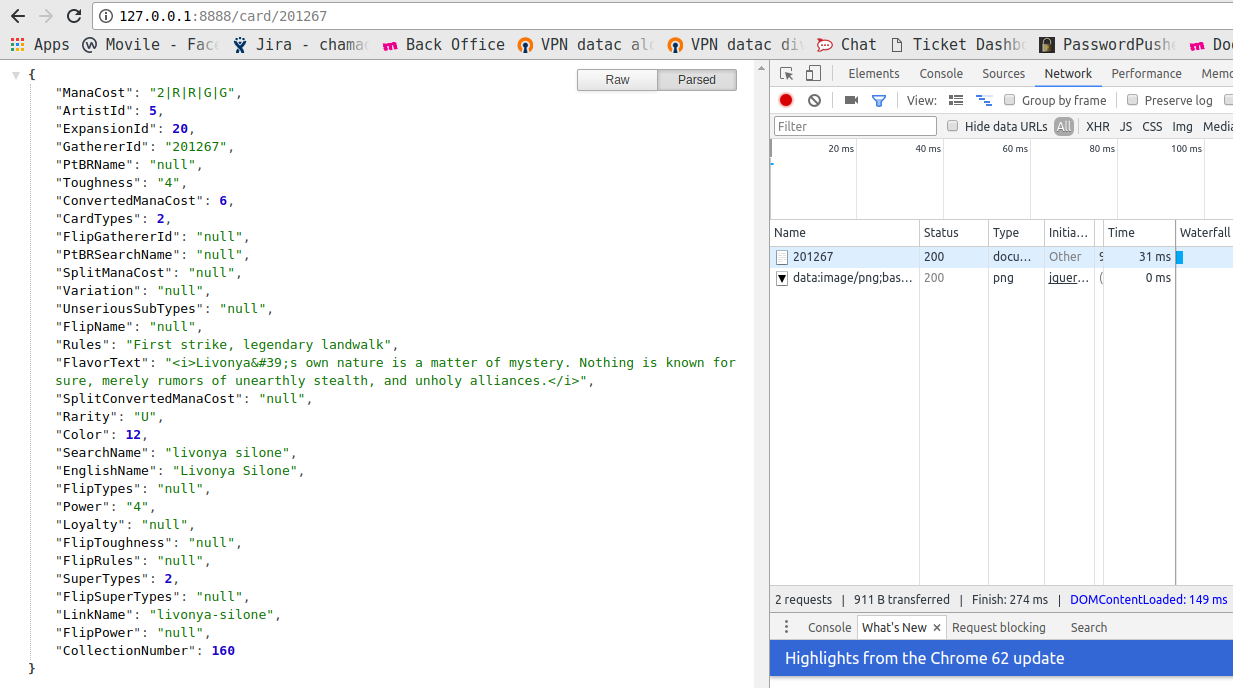 127.0.0.1:8888/card/201267
Apps Movile - Fac Jira - chama Back Office VPN datac al VPN datac di Chat Ticket Dashb PasswordPush Do
Raw Parsed
{
"ManaCost": "2|R|R|G|G",
"ArtistId": 5,
"ExpansionId": 20,
"GathererId": "201267",
"PtBRName": "null",
"Toughness": "4",
"ConvertedManaCost": 6,
"CardTypes": 2,
"FlipGathererId": "null",
"PtBRSearchName": "null",
"SplitManaCost": "null",
"Variation": "null",
"UnseriousSubTypes": "null",
"FlipName": "null",
"Rules": "First strike, legendary landwalk",
"FlavorText": "<i>Livonya&#39;s own nature is a matter of mystery. Nothing is known for
sure, merely rumors of unearthly stealth, and unholy alliances.</i>",
"SplitConvertedManaCost": "null",
"Rarity": "U",
"Color": 12,
"SearchName": "livonya silone",
"EnglishName": "Livonya Silone",
"FlipTypes": "null",
"Power": "4",
"Loyalty": "null",
"FlipToughness": "null",
"FlipRules": "null",
"SuperTypes": 2,
"FlipSuperTypes": "null",
"LinkName": "livonya-silone",
"FlipPower": "null",
"CollectionNumber": 160
}
Elements Console Sources Network Performance Memo
View: Group by frame Preserve log
Filter Hide data URLs All XHR JS CSS Img Media
20 ms 40 ms 60 ms 80 ms 100 ms
Name Status Type Initia... Time Waterfall
201267 200 docu... Other 31 ms
data:image/png;bas... 200 png jquer... 0 ms
2 requests | 911 B transferred | Finish: 274 ms | DOMContentLoaded: 149 ms
Console What's New × Request blocking Search
Highlights from the Chrome 62 update